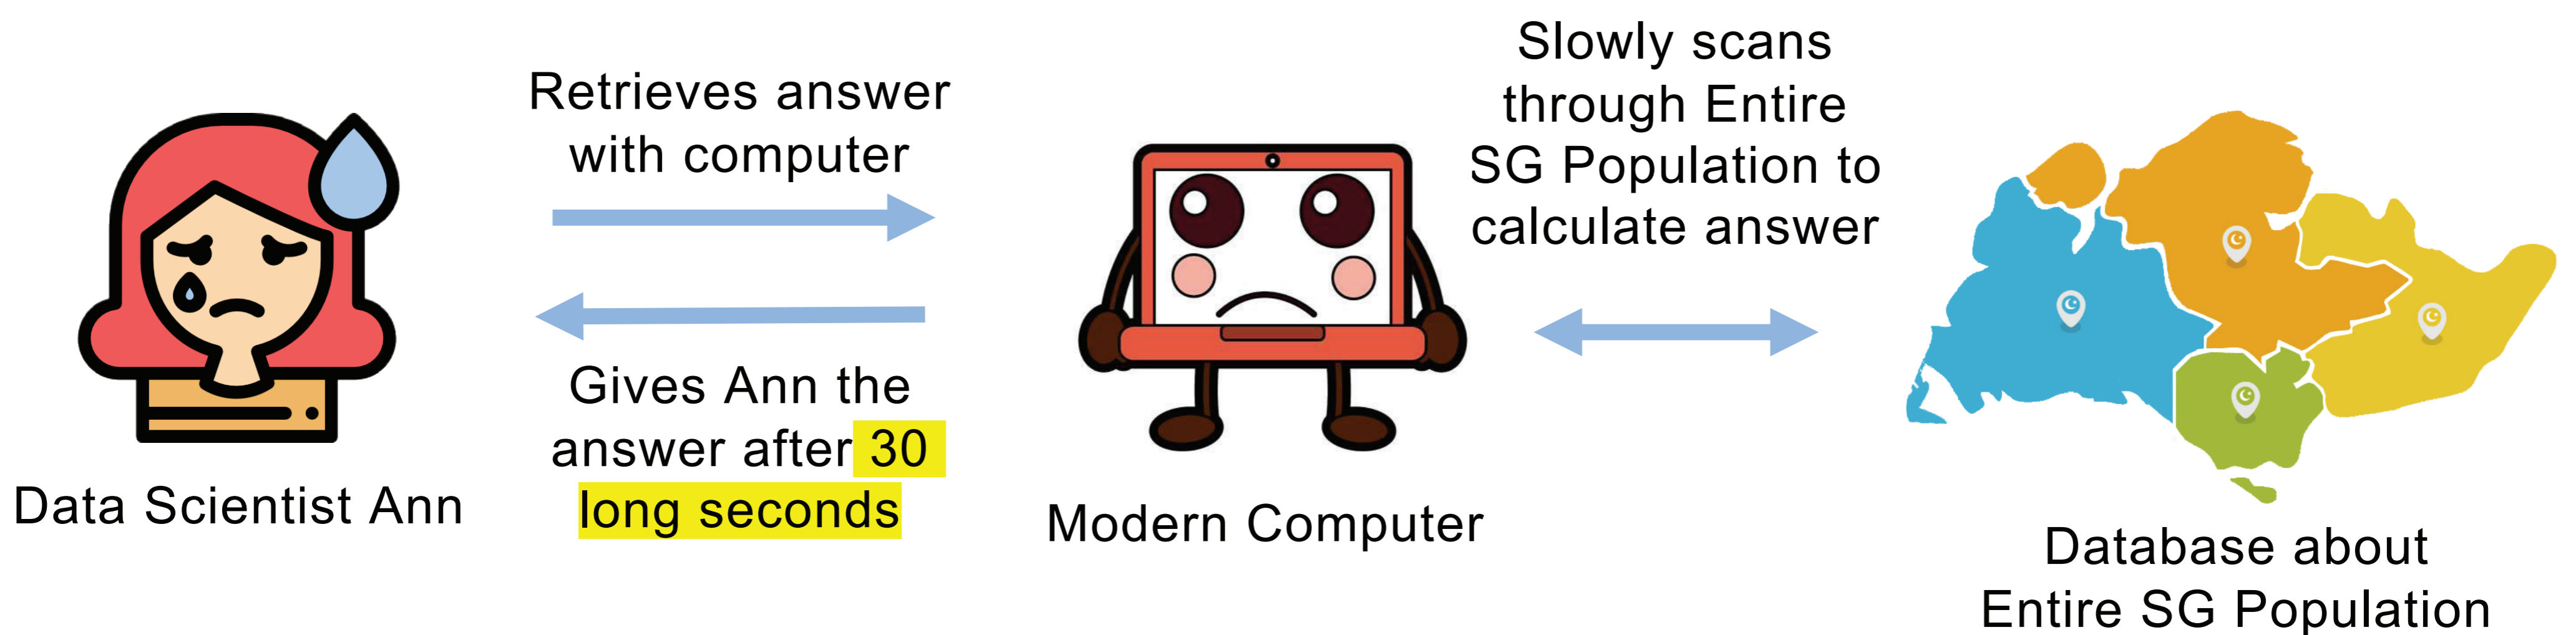 Retrieves answer
with computer
Gives Ann the
answer after 30
long seconds
Data Scientist Ann
Slowly scans
through Entire
SG Population to
calculate answer
Modern Computer
Database about
Entire SG Population